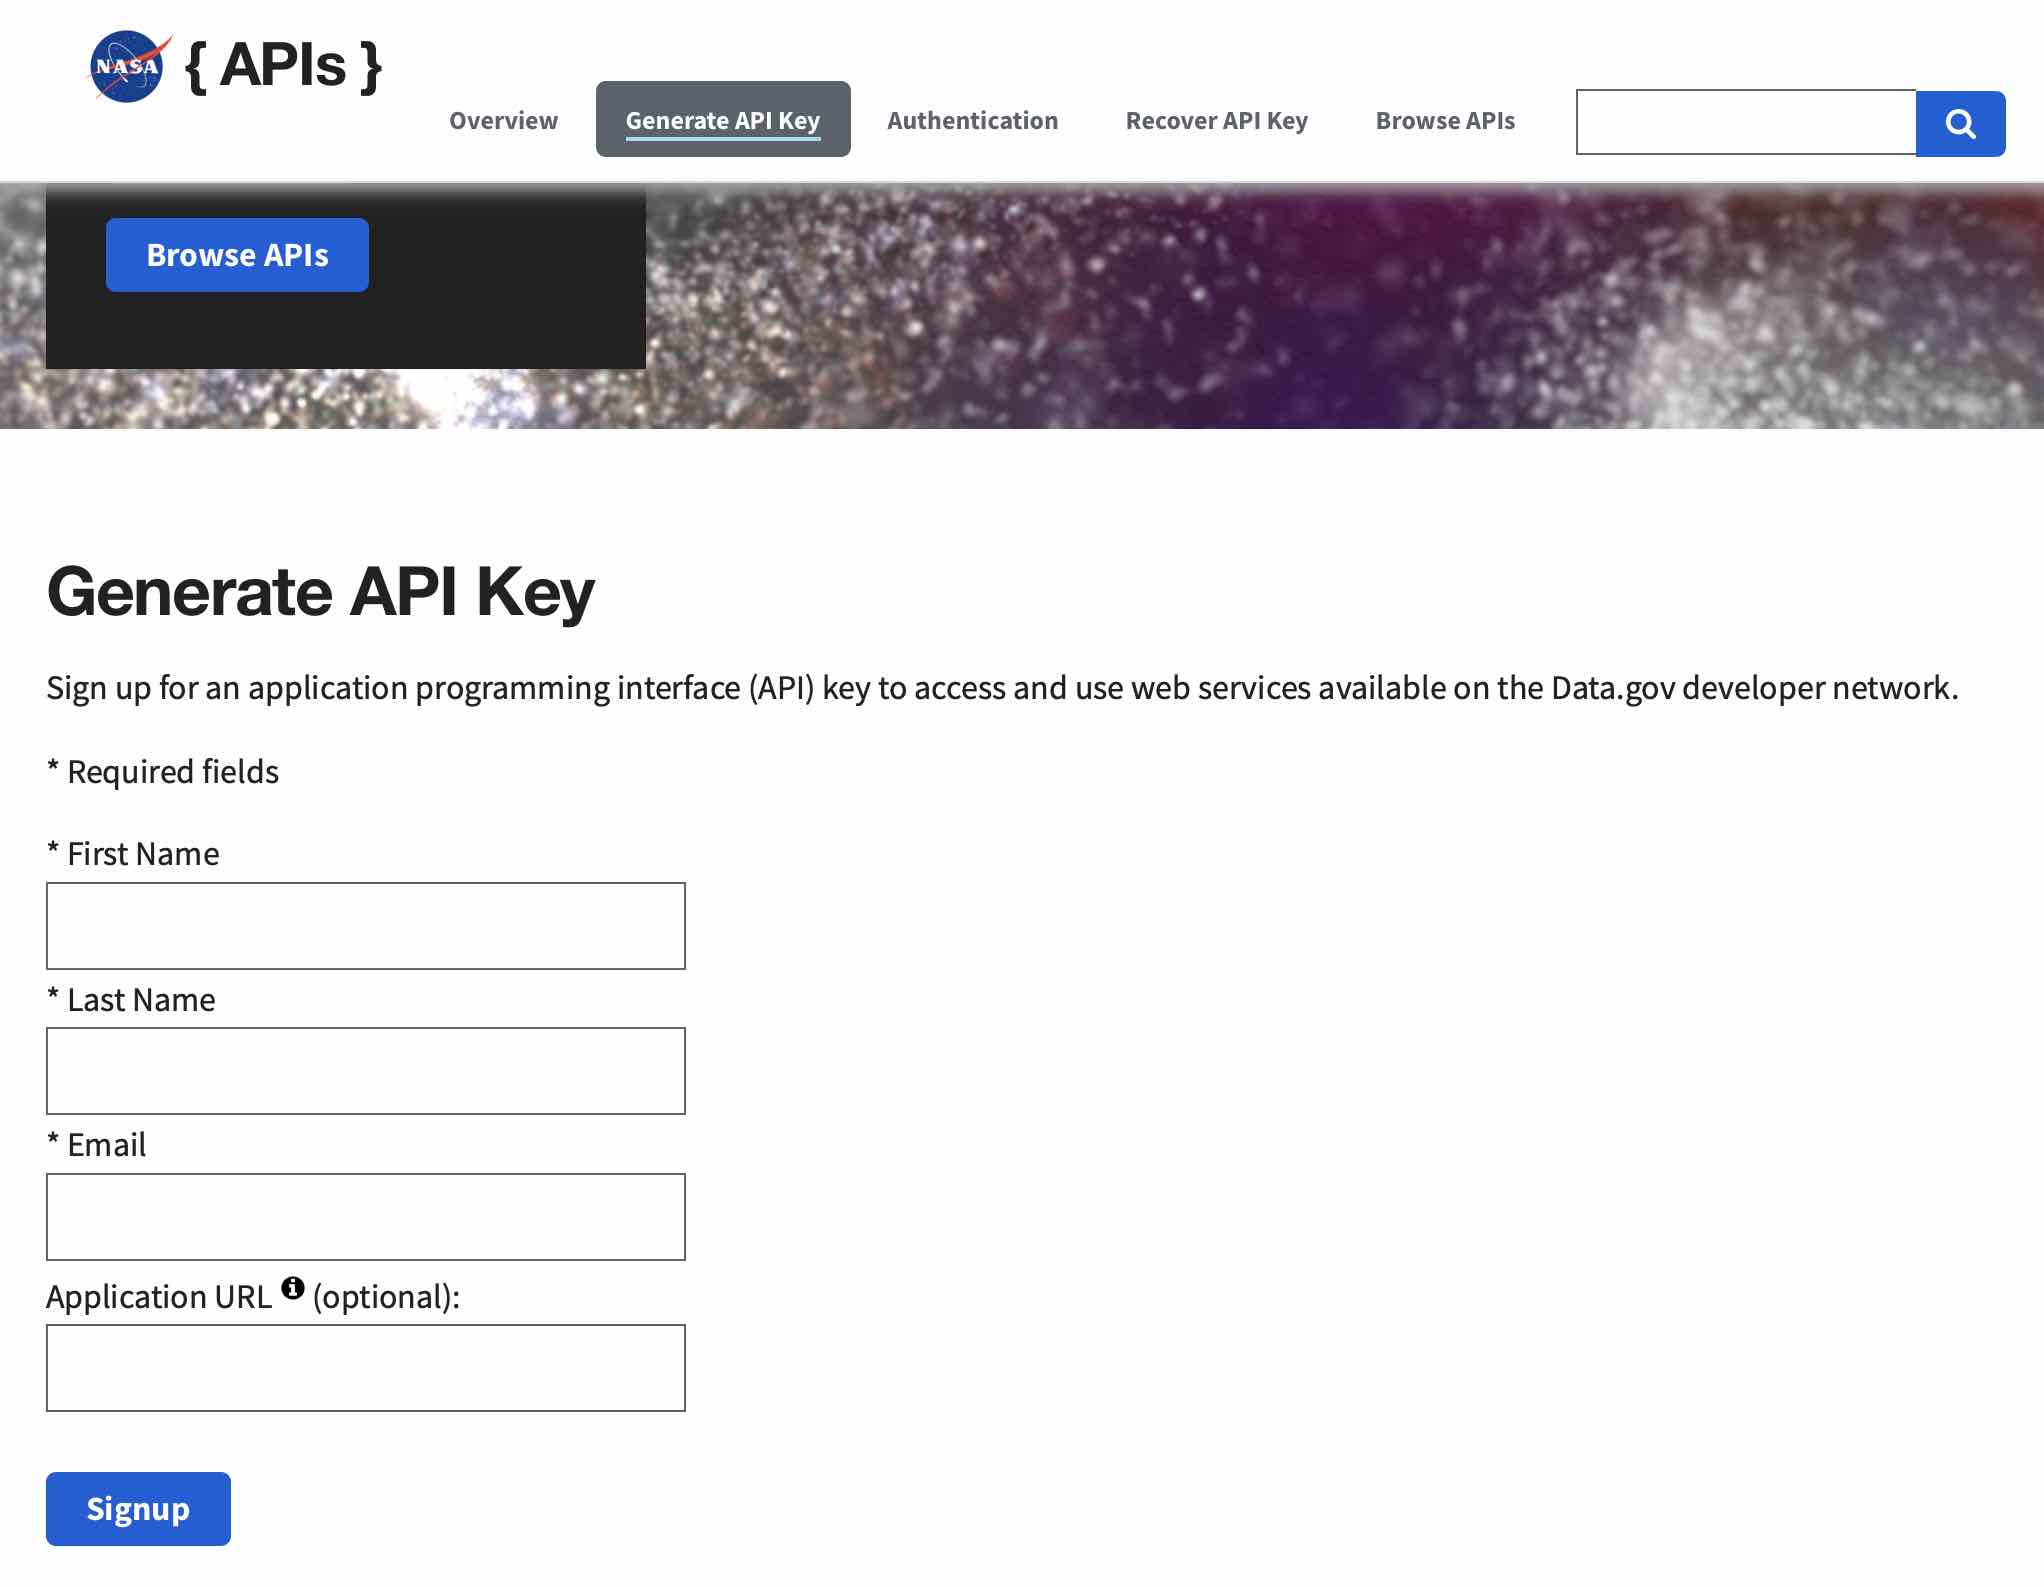 NASA { APIs }
Overview Generate API Key Authentication Recover API Key Browse APIs
Browse APIs
Generate API Key
Sign up for an application programming interface (API) key to access and use web services available on the Data.gov developer network.
* Required fields
* First Name
* Last Name
* Email
Application URL (optional):
Signup